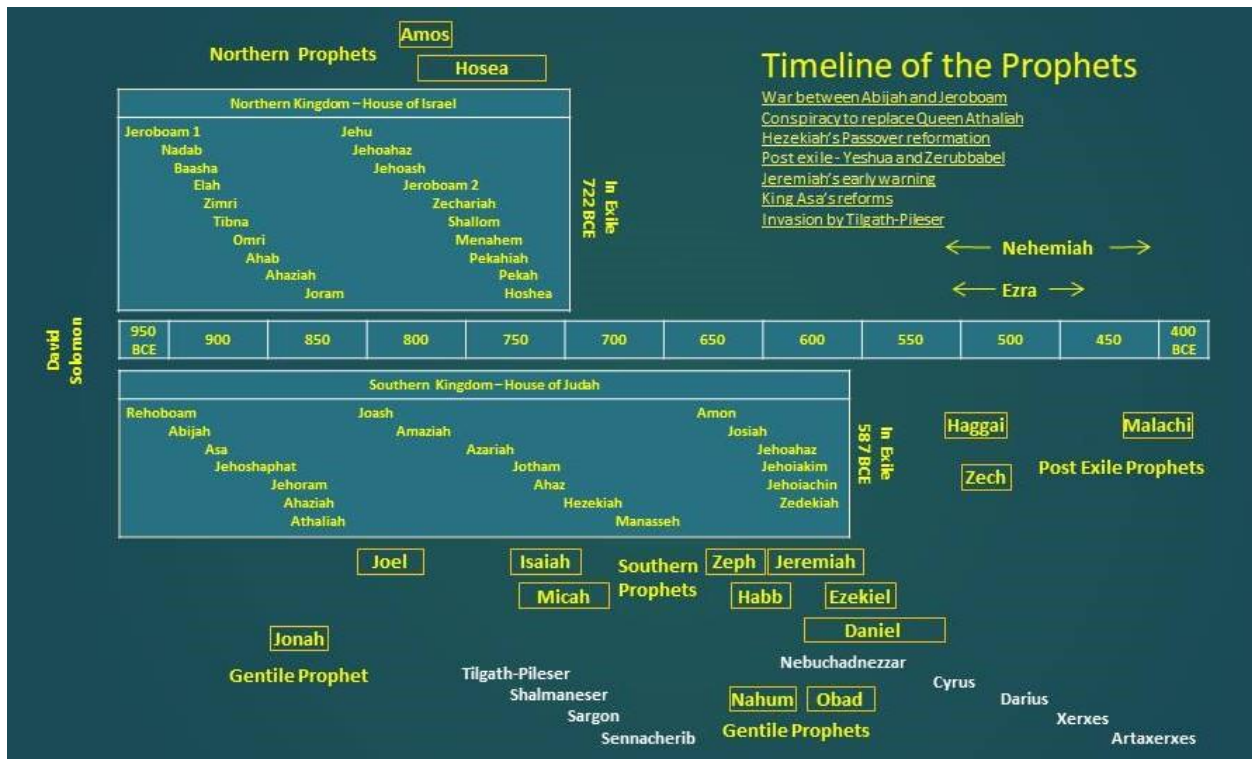 Amos
Northern Prophets
Hosea
Timeline of the Prophets
War between Abijah and Jeroboam
Conspiracy to replace Queen Athaliah
Hezekiah's Passover reformation
Post exile - Yeshua and Zerubbabel
Jeremiah's early warning
King Asa's reforms
Invasion by Tilgath-Pileser
Northern Kingdom – House of Israel
Jeroboam 1
Nadab
Baasha
Elah
Zimri
Tibna
Omri
Ahab
Ahaziah
Joram
Jehu
Jehoahaz
Jehoash
Jeroboam 2
Zechariah
Shallom
Menahem
Pekahiah
Pekah
Hoshea
In Exile
722 BCE
Nehemiah
Ezra
David
Solomon
950 BCE 900 850 800 750 700 650 600 550 500 450 400 BCE
Southern Kingdom – House of Judah
Rehoboam
Abijah
Asa
Jehoshaphat
Jehoram
Ahaziah
Athaliah
Joash
Amaziah
Azariah
Jotham
Ahaz
Hezekiah
Manasseh
Amon
Josiah
Jehoahaz
Jehoiakim
Jehoiachin
Zedekiah
In Exile
587 BCE
Haggai
Malachi
Zech
Post Exile Prophets
Joel
Isaiah
Micah
Southern
Prophets
Zeph
Jeremiah
Habb
Ezekiel
Daniel
Jonah
Gentile Prophet
Tilgath-Pileser
Shalmaneser
Sargon
Sennacherib
Nebuchadnezzar
Nahum
Obad
Gentile Prophets
Cyrus
Darius
Xerxes
Artaxerxes